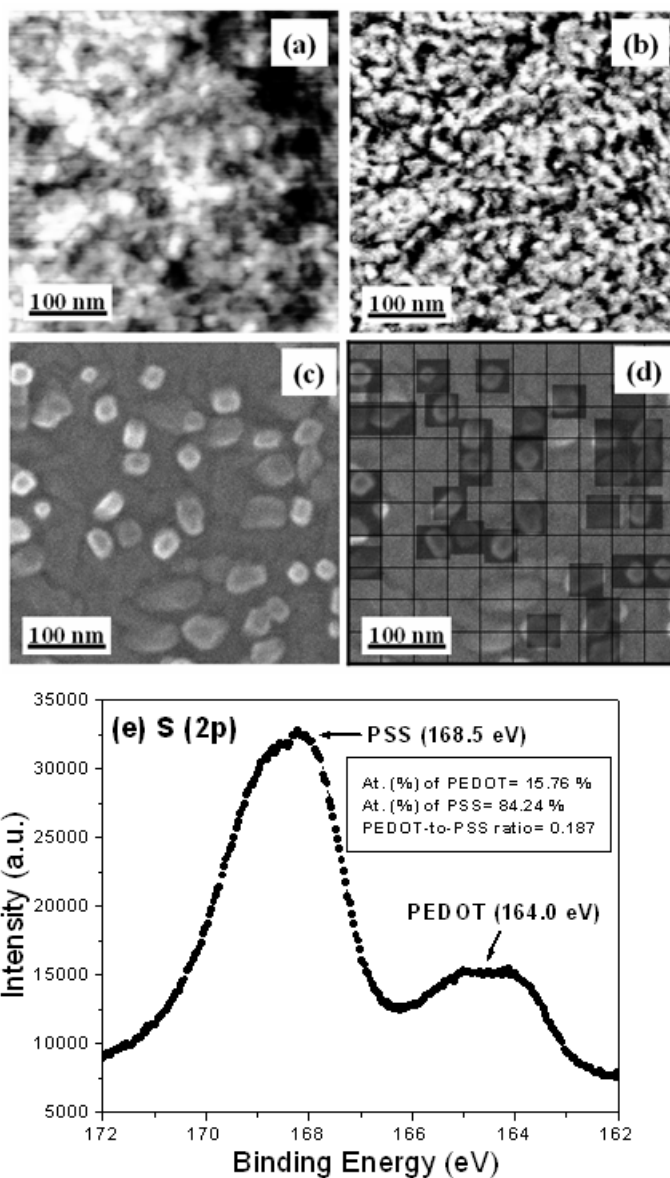 (a)
(b)
100 nm
100 nm
(c)
(d)
100 nm
100 nm
(e) S (2p)
PSS (168.5 eV)
At. (%) of PEDOT= 15.76 %
At. (%) of PSS= 84.24 %
PEDOT-to-PSS ratio= 0.187
PEDOT (164.0 eV)
Intensity (a.u.)
35000
30000
25000
20000
15000
10000
5000
172
170
168
166
164
162
Binding Energy (eV)